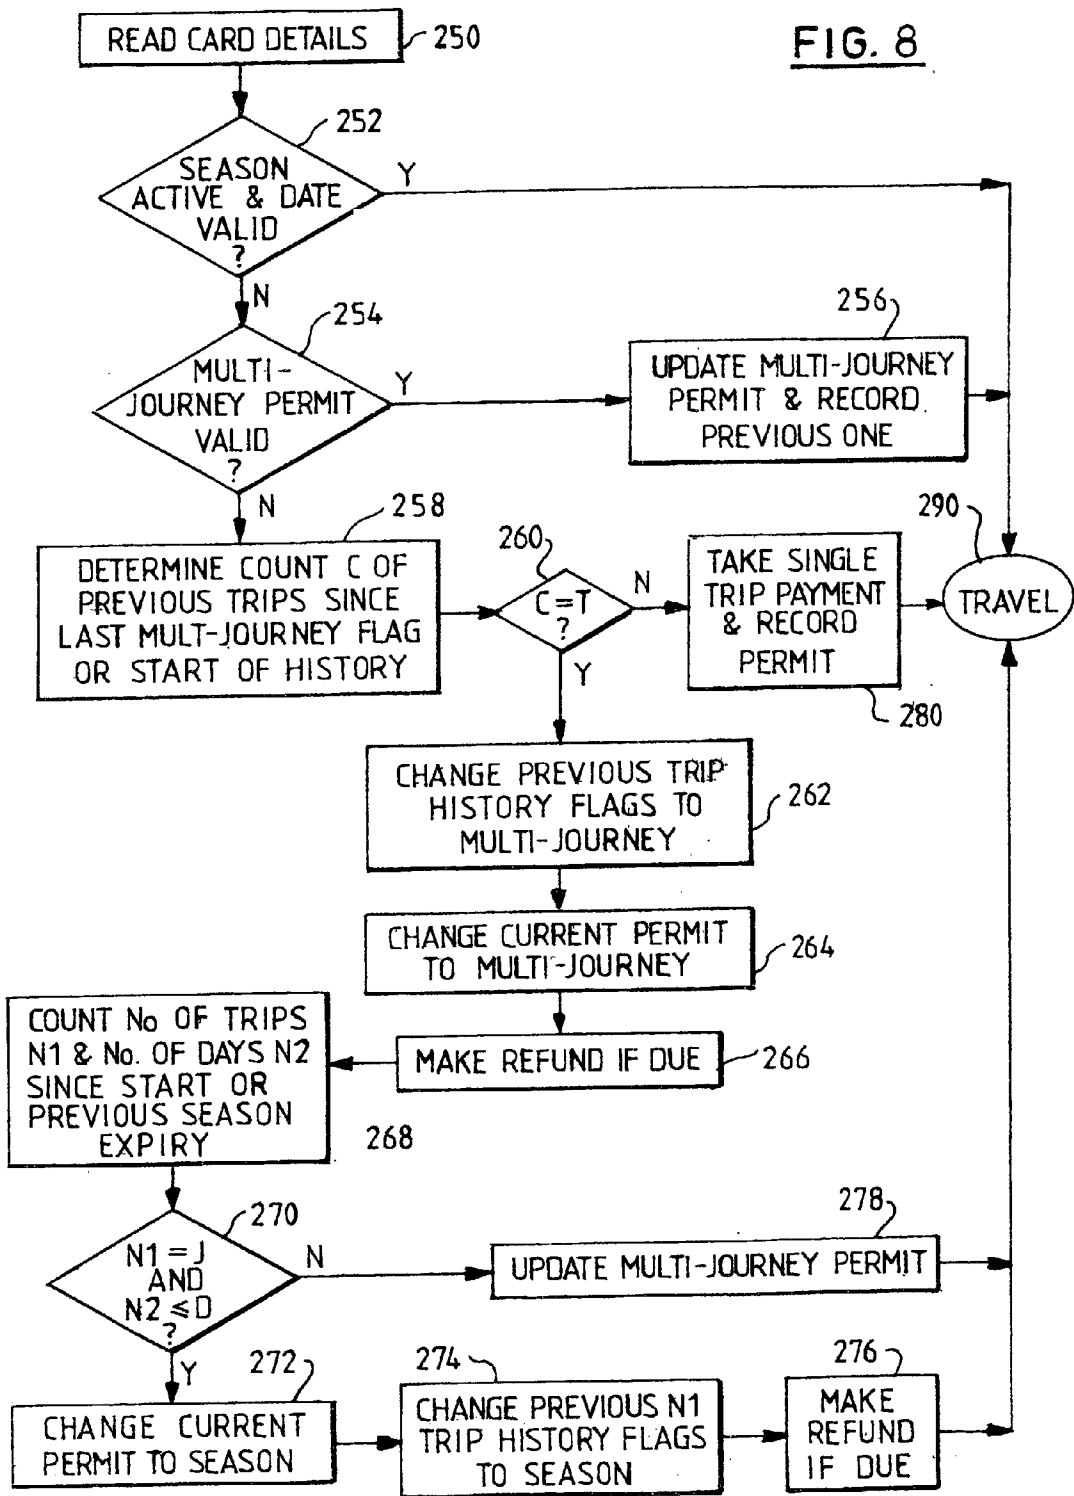 READ CARD DETAILS
250
FIG. 8
252
SEASON
ACTIVE & DATE
VALID
?
Y
N
254
MULTI-
JOURNEY PERMIT
VALID
?
Y
N
256
UPDATE MULTI-JOURNEY
PERMIT & RECORD
PREVIOUS ONE
258
DETERMINE COUNT C OF
PREVIOUS TRIPS SINCE
LAST MULT-JOURNEY FLAG
OR START OF HISTORY
260
C=T
?
N
Y
TAKE SINGLE
TRIP PAYMENT
& RECORD
PERMIT
280
290
TRAVEL
CHANGE PREVIOUS TRIP
HISTORY FLAGS TO
MULTI-JOURNEY
262
CHANGE CURRENT PERMIT
TO MULTI-JOURNEY
264
MAKE REFUND IF DUE
266
COUNT No OF TRIPS
N1 & No. OF DAYS N2
SINCE START OR
PREVIOUS SEASON
EXPIRY
268
270
N1=J
AND
N2≤D
?
N
Y
278
UPDATE MULTI-JOURNEY PERMIT
272
CHANGE CURRENT
PERMIT TO SEASON
274
CHANGE PREVIOUS N1
TRIP HISTORY FLAGS
TO SEASON
276
MAKE
REFUND
IF DUE